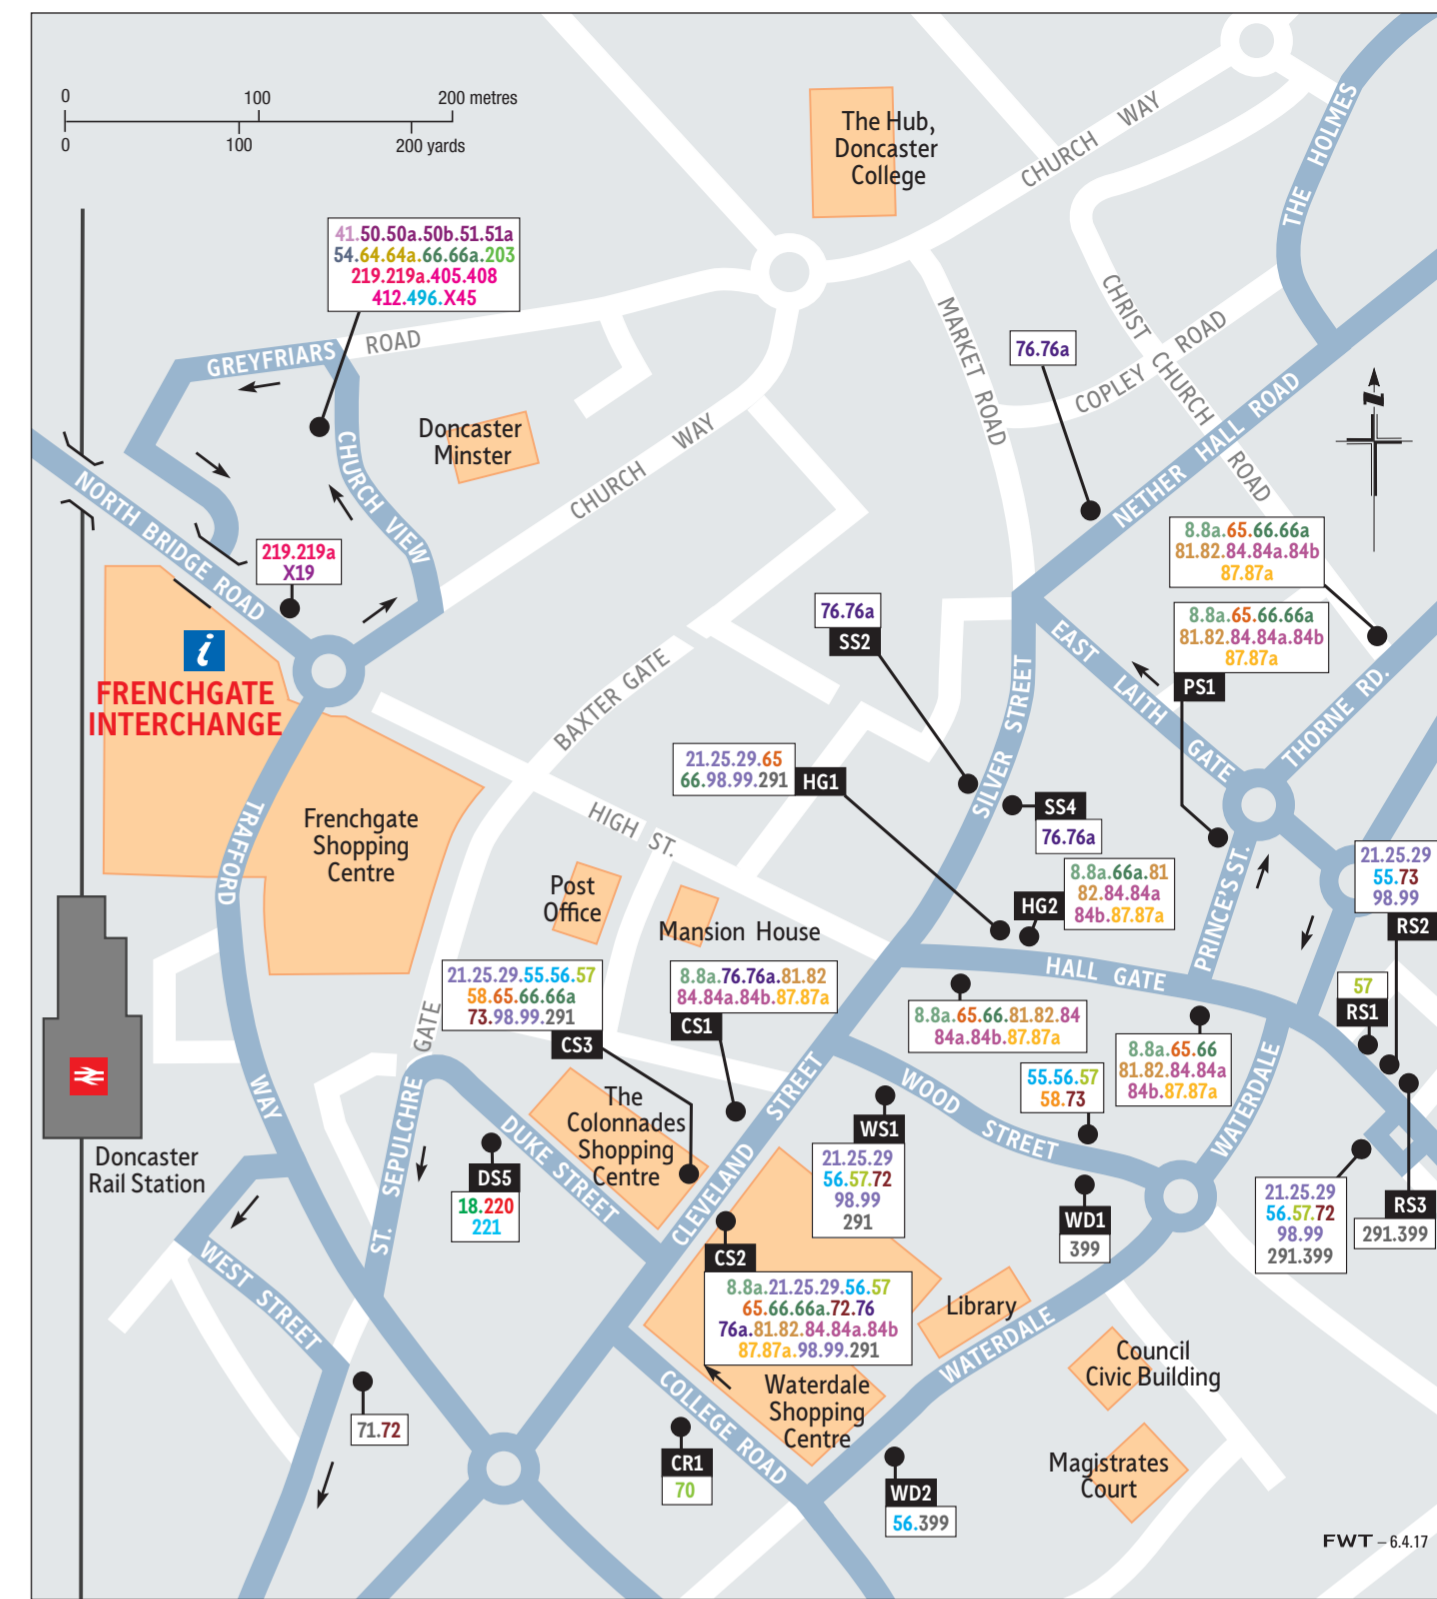 0 100 200 metres
0 100 200 yards
The Hub,
Doncaster
College
CHURCH WAY
THE HOLMES
41.50.50a.50b.51.51a
54.64.64a.66.66a.203
219.219a.405.408
412.496.X45
GREYFRIARS ROAD
MARKET ROAD
CHRIST CHURCH ROAD
COPLEY ROAD
76.76a
NETHER HALL ROAD
Doncaster
Minster
CHURCH WAY
CHURCH VIEW
NORTH BRIDGE ROAD
219.219a
X19
8.8a.65.66.66a
81.82.84.84a.84b
87.87a
8.8a.65.66.66a
81.82.84.84a.84b
87.87a
PS1
76.76a
SS2
EAST LAITH GATE
THORNE RD.
i
FRENCHGATE
INTERCHANGE
BAXTER GATE
SILVER STREET
21.25.29.65
66.98.99.291
HG1
SS4
76.76a
TRAFFORD WAY
Frenchgate
Shopping
Centre
HIGH ST.
Post
Office
Mansion House
HG2
8.8a.66a.81
82.84.84a
84b.87.87a
PRINCE'S ST.
21.25.29
55.73
98.99
RS2
HALL GATE
57
RS1
21.25.29.55.56.57
58.65.66.66a
73.98.99.291
CS3
8.8a.76.76a.81.82
84.84a.84b.87.87a
CS1
8.8a.65.66.81.82.84
84a.84b.87.87a
8.8a.65.66
81.82.84.84a
84b.87.87a
55.56.57
58.73
WOOD STREET
WATERDALE
ST. SEPULCHRE GATE
DUKE STREET
The
Colonnades
Shopping
Centre
CLEVELAND STREET
WS1
21.25.29
56.57.72
98.99
291
Doncaster
Rail Station
DS5
18.220
221
WD1
399
21.25.29
56.57.72
98.99
291.399
RS3
291.399
WEST STREET
CS2
8.8a.21.25.29.56.57
65.66.66a.72.76
76a.81.82.84.84a.84b
87.87a.98.99.291
Library
WATERDALE
Council
Civic Building
71.72
Waterdale
Shopping
Centre
COLLEGE ROAD
CR1
70
WD2
56.399
Magistrates
Court
FWT – 6.4.17